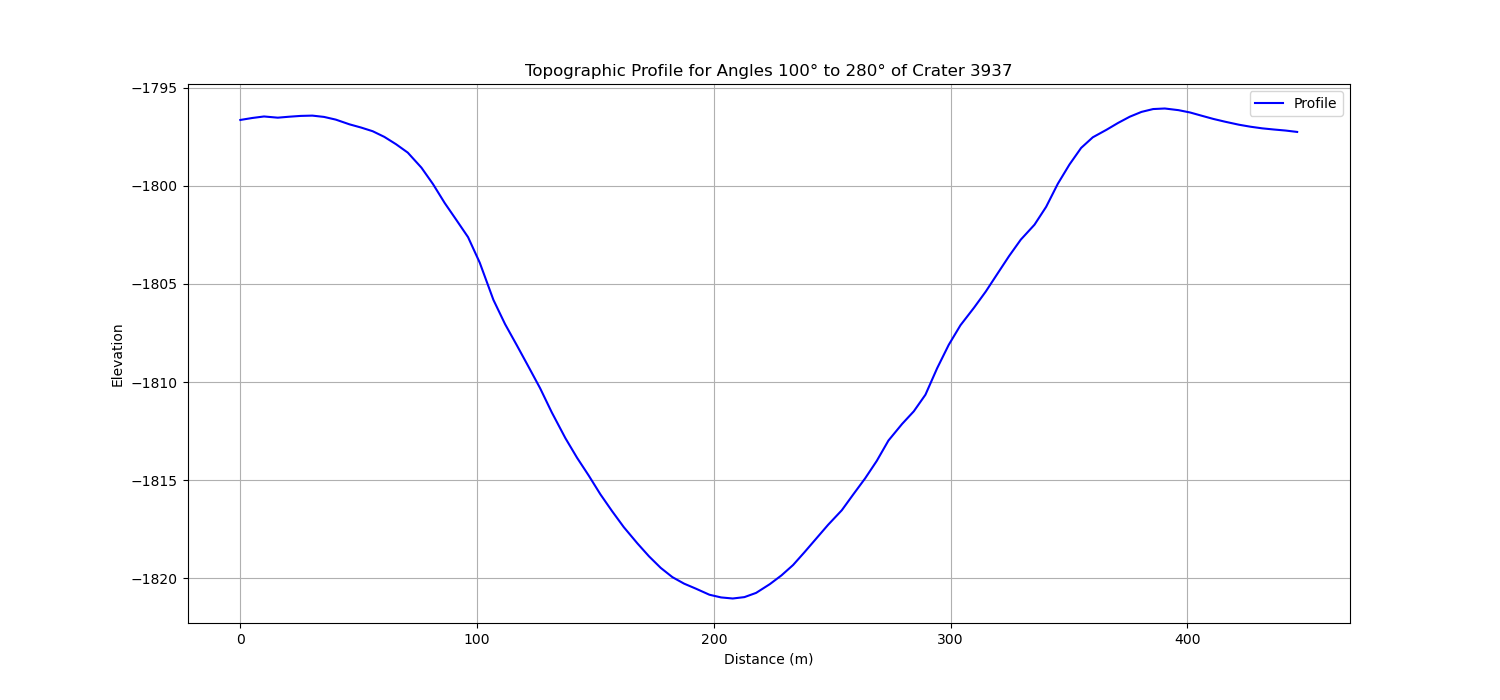 Topographic Profile for Angles 100° to 280° of Crater 3937
Profile
−1795
−1800
−1805
−1810
−1815
−1820
Elevation
0 100 200 300 400
Distance (m)